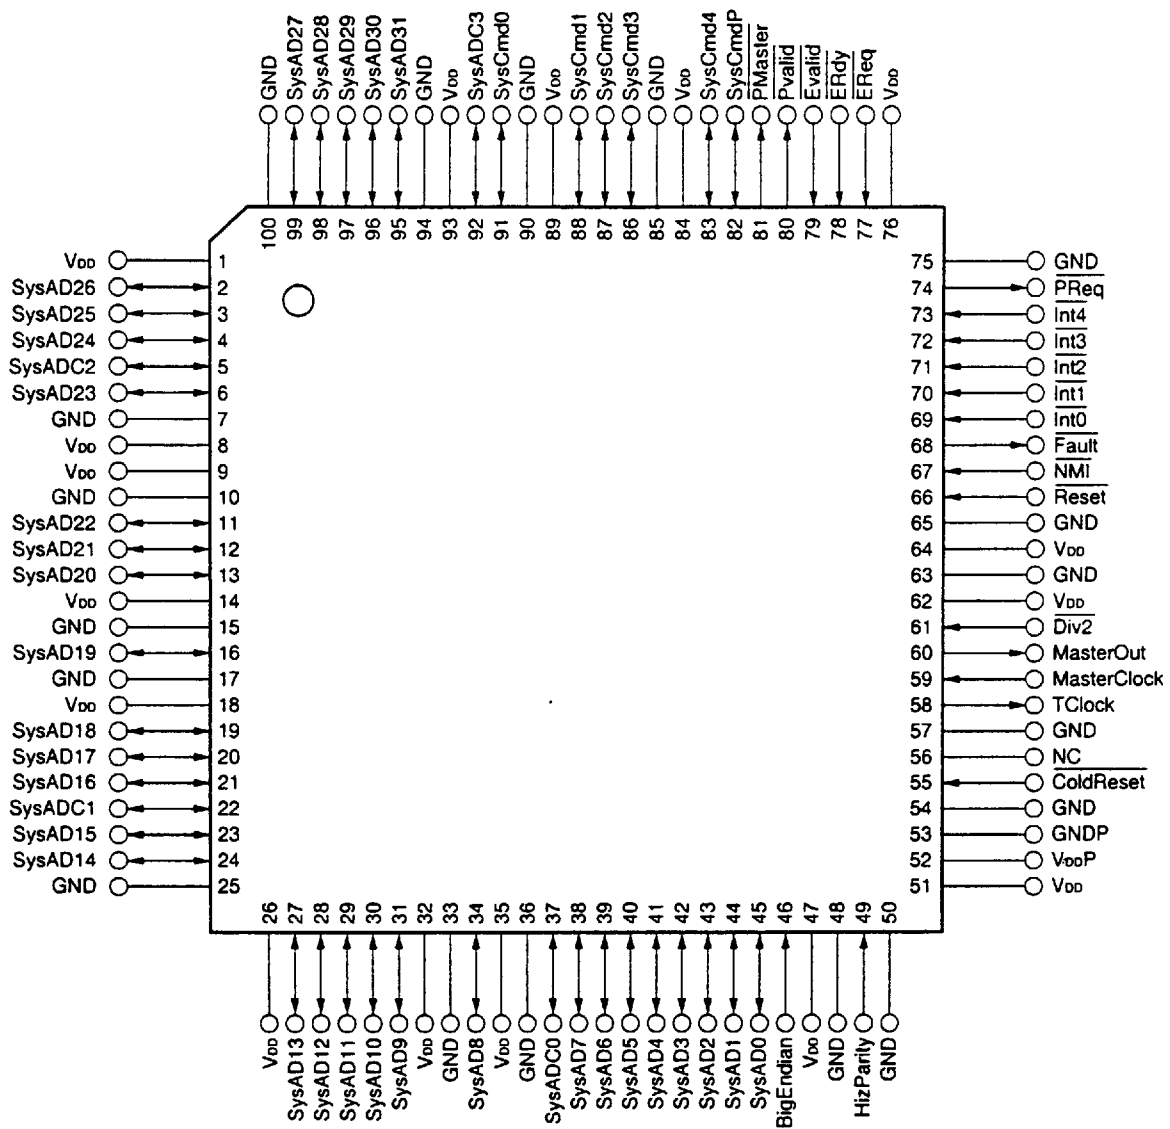 GND
SysAD27
SysAD28
SysAD29
SysAD30
SysAD31
GND
VDD
SysADC3
SysCmd0
GND
VDD
SysCmd1
SysCmd2
SysCmd3
GND
VDD
SysCmd4
SysCmdP
PMaster
Pvalid
Evalid
ERdy
EReq
VDD
100 99 98 97 96 95 94 93 92 91 90 89 88 87 86 85 84 83 82 81 80 79 78 77 76
VDD 1
SysAD26 2
SysAD25 3
SysAD24 4
SysADC2 5
SysAD23 6
GND 7
VDD 8
VDD 9
GND 10
SysAD22 11
SysAD21 12
SysAD20 13
VDD 14
GND 15
SysAD19 16
GND 17
VDD 18
SysAD18 19
SysAD17 20
SysAD16 21
SysADC1 22
SysAD15 23
SysAD14 24
GND 25
75 GND
74 PReq
73 Int4
72 Int3
71 Int2
70 Int1
69 Int0
68 Fault
67 NMI
66 Reset
65 GND
64 VDD
63 GND
62 VDD
61 Div2
60 MasterOut
59 MasterClock
58 TClock
57 GND
56 NC
55 ColdReset
54 GND
53 GNDP
52 VDDP
51 VDD
26 27 28 29 30 31 32 33 34 35 36 37 38 39 40 41 42 43 44 45 46 47 48 49 50
VDD
SysAD13
SysAD12
SysAD11
SysAD10
SysAD9
VDD
GND
SysAD8
VDD
GND
SysADC0
SysAD7
SysAD6
SysAD5
SysAD4
SysAD3
SysAD2
SysAD1
SysAD0
BigEndian
VDD
GND
HizParity
GND